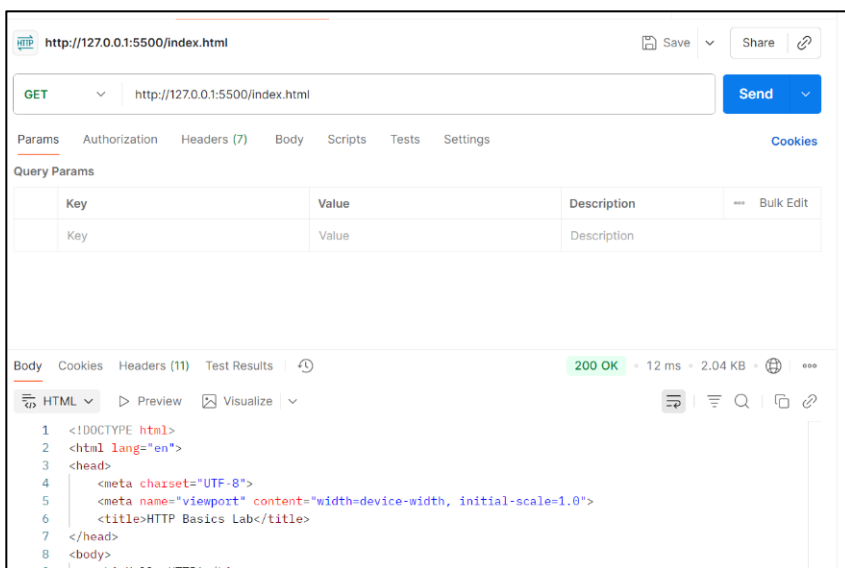 HTTP http://127.0.0.1:5500/index.html Save Share
GET http://127.0.0.1:5500/index.html Send
Params Authorization Headers (7) Body Scripts Tests Settings Cookies
Query Params
Key Value Description Bulk Edit
Key Value Description
Body Cookies Headers (11) Test Results 200 OK 12 ms 2.04 KB
HTML Preview Visualize
1 <!DOCTYPE html>
2 <html lang="en">
3 <head>
4 <meta charset="UTF-8">
5 <meta name="viewport" content="width=device-width, initial-scale=1.0">
6 <title>HTTP Basics Lab</title>
7 </head>
8 <body>